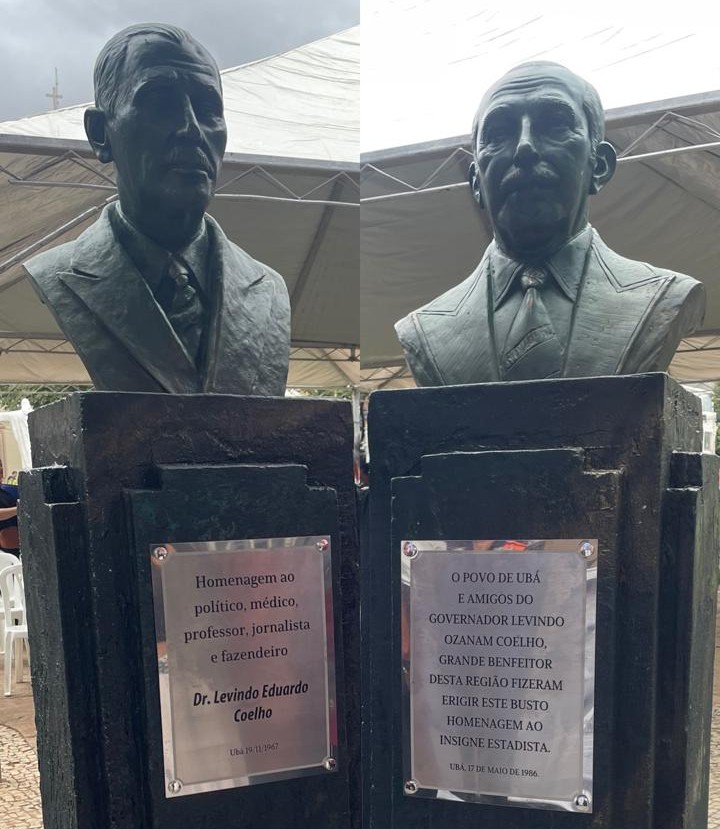 Homenagem ao
político, médico,
professor, jornalista
e fazendeiro
Dr. Levindo Eduardo
Coelho
Ubá 19/11/1967
O POVO DE UBÁ
E AMIGOS DO
GOVERNADOR LEVINDO
OZANAM COELHO,
GRANDE BENFEITOR
DESTA REGIÃO FIZERAM
ERIGIR ESTE BUSTO
HOMENAGEM AO
INSIGNE ESTADISTA.
UBÁ, 17 DE MAIO DE 1986.